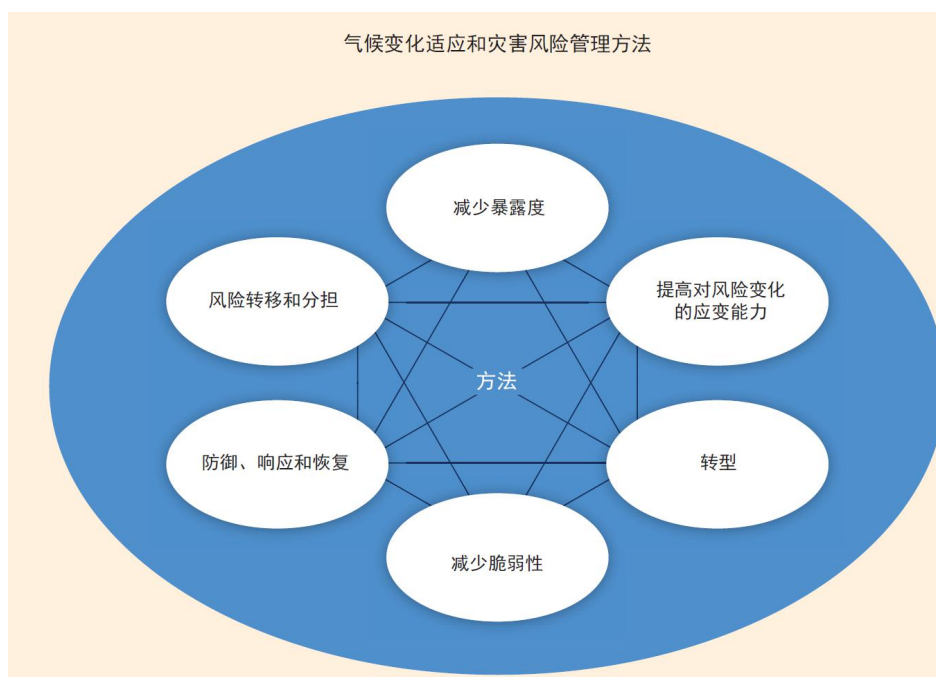 气候变化适应和灾害风险管理方法
减少暴露度
风险转移和分担
提高对风险变化
的应变能力
方法
防御、响应和恢复
转型
减少脆弱性